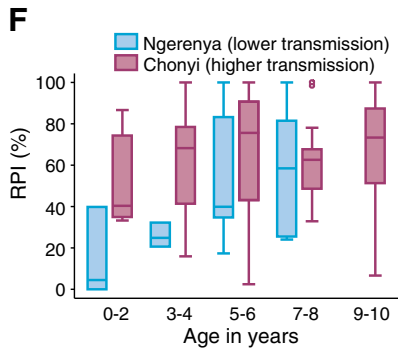 F
Ngerenya (lower transmission)
Chonyi (higher transmission)
RPI (%)
100
80
60
40
20
0
0-2 3-4 5-6 7-8 9-10
Age in years